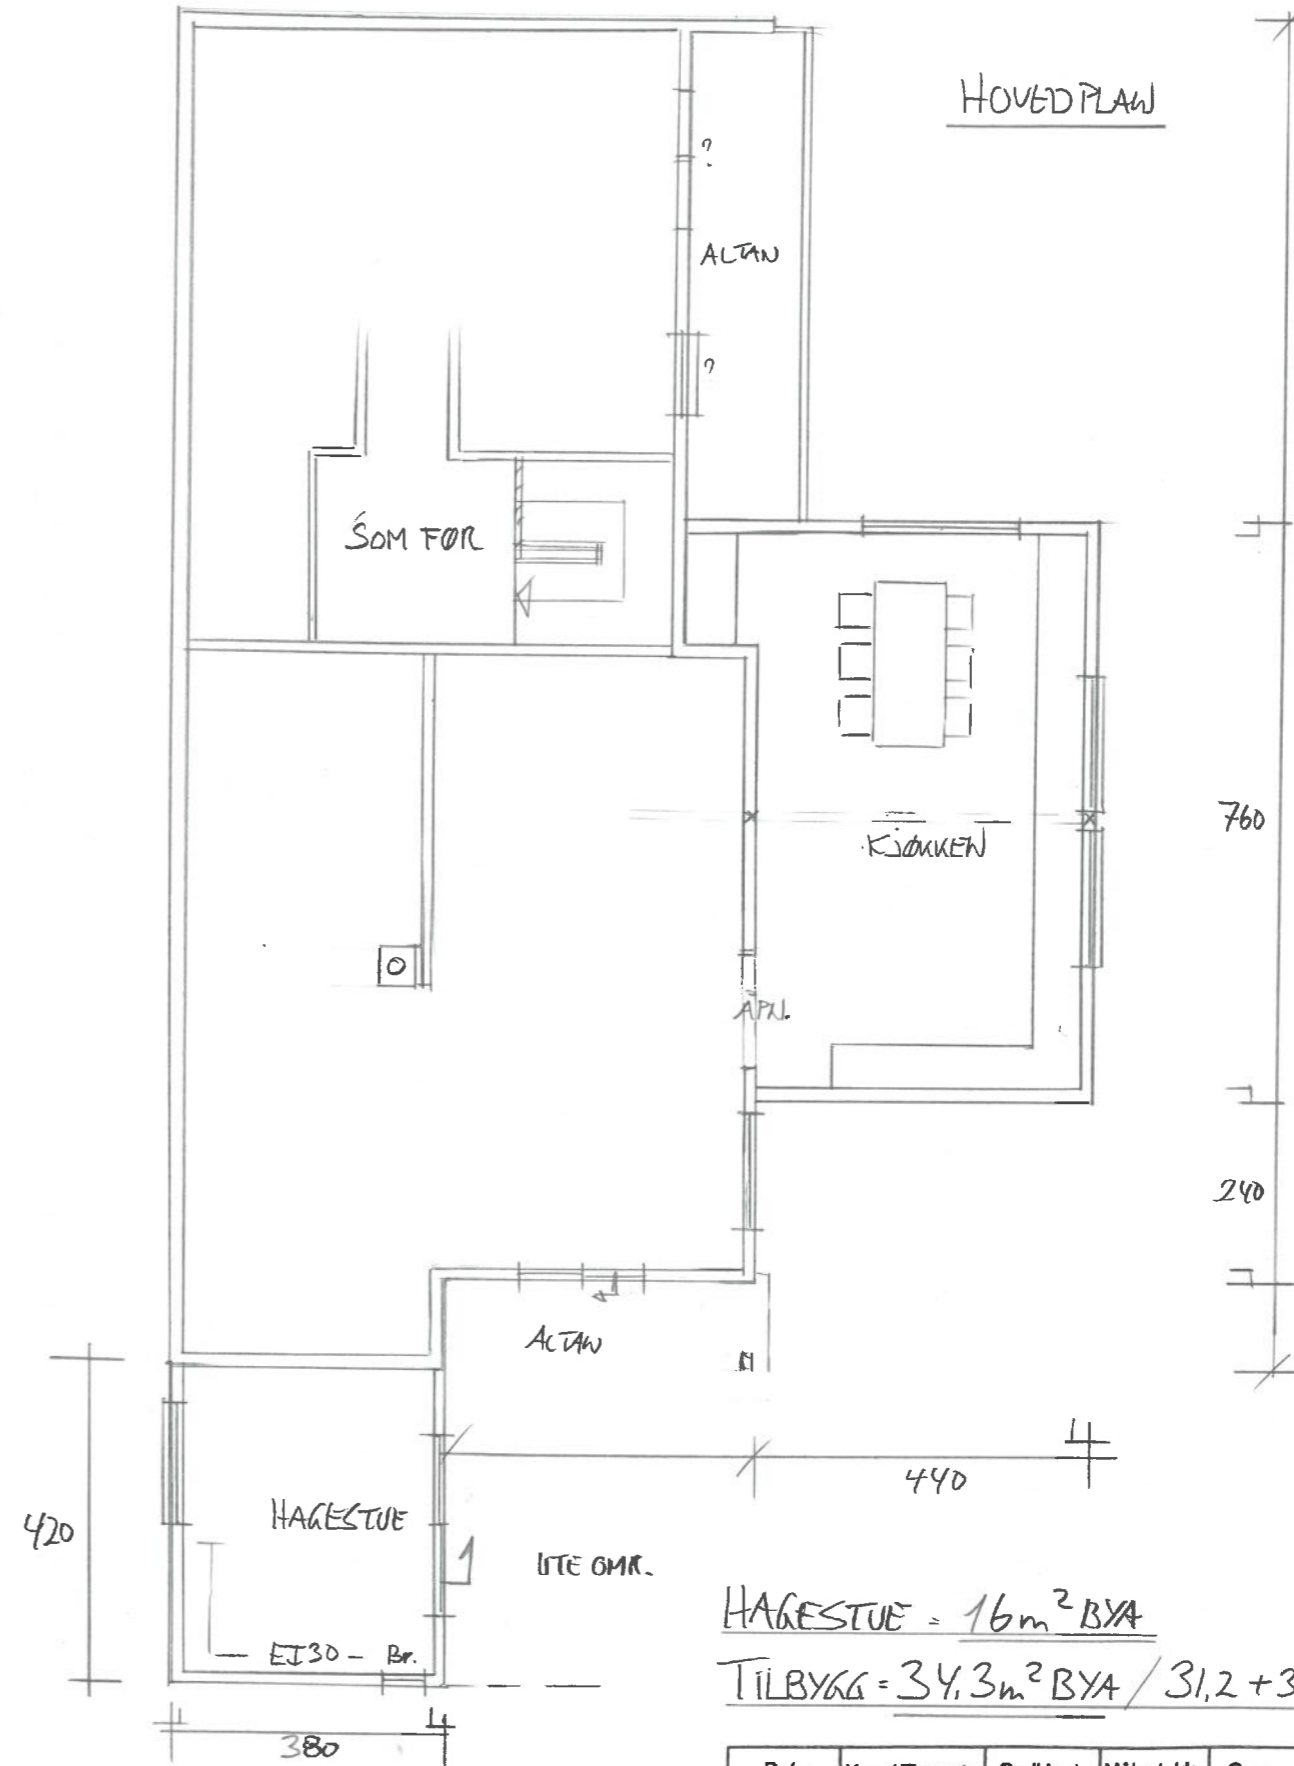 HOVEDPLAN
?
ALTAN
?
SOM FØR
760
KJØKKEN
ÅPN.
240
ALTAN
440
420
HAGESTUE
UTE OMR.
EI30 - Br.
380
HAGESTUE = 16m² BYA
TILBYGG = 34,3m² BYA / 31,2 + 3